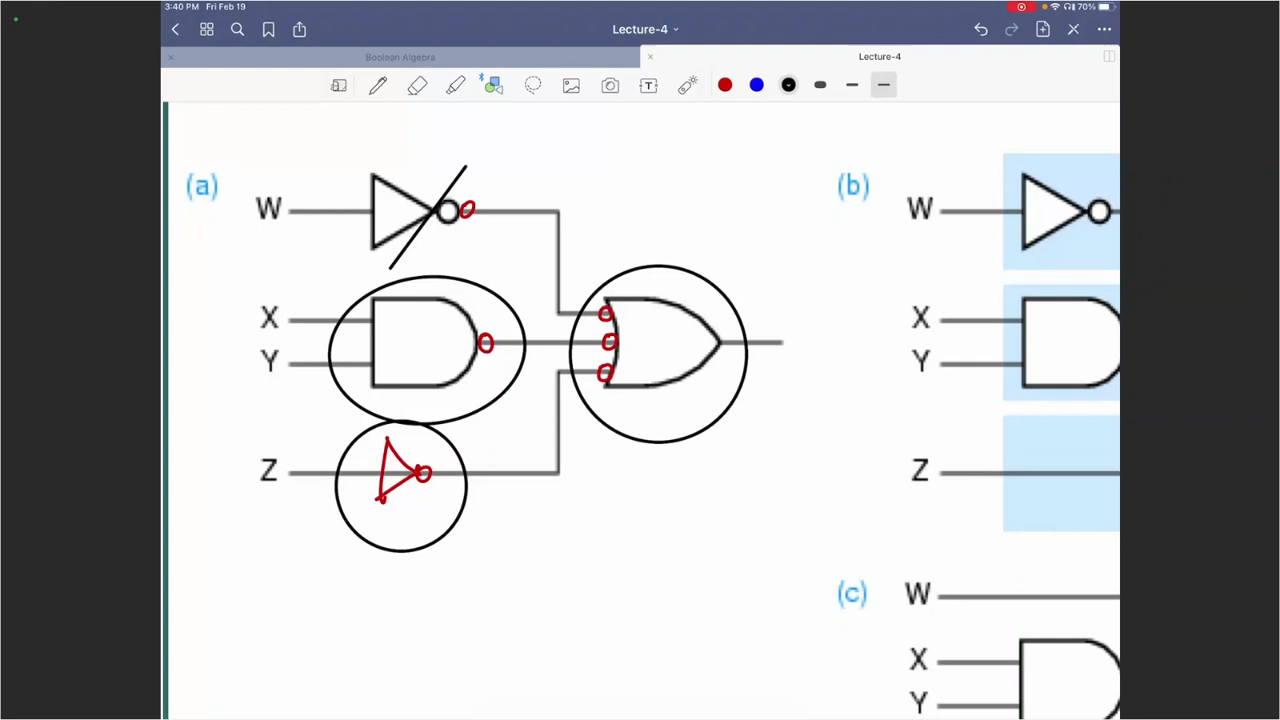 3:40 PM Fri Feb 19
70%
Lecture-4
Boolean Algebra
Lecture-4
T
(a)
W
X
Y
Z
(b)
W
X
Y
Z
(c)
W
X
Y